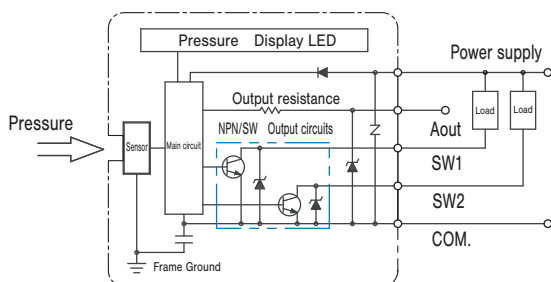 Pressure Display LED
Power supply
Output resistance
Load
Load
Pressure
Sensor
Main circuit
NPN/SW Output circuits
Aout
SW1
SW2
COM.
Frame Ground